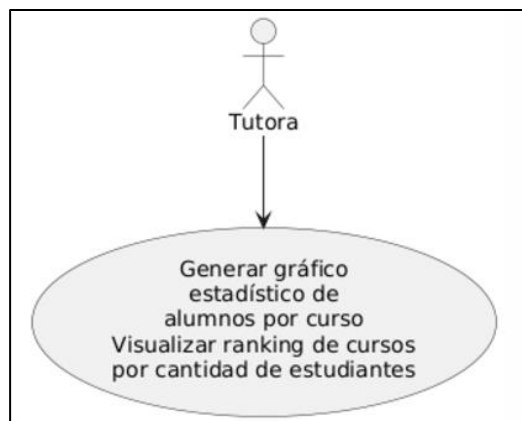 Tutora
Generar gráfico
estadístico de
alumnos por curso
Visualizar ranking de cursos
por cantidad de estudiantes